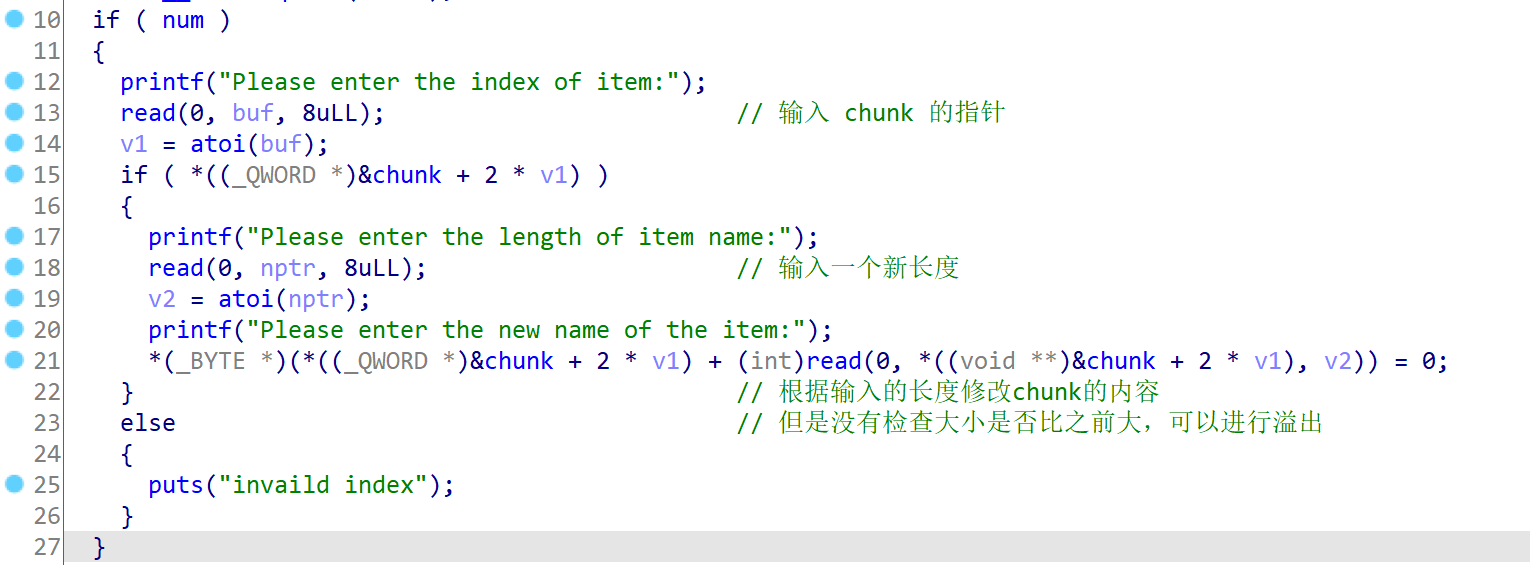 10 if ( num )
11 {
12 printf("Please enter the index of item:");
13 read(0, buf, 8uLL); // 输入 chunk 的指针
14 v1 = atoi(buf);
15 if ( *((_QWORD *)&chunk + 2 * v1) )
16 {
17 printf("Please enter the length of item name:");
18 read(0, nptr, 8uLL); // 输入一个新长度
19 v2 = atoi(nptr);
20 printf("Please enter the new name of the item:");
21 *(_BYTE *)(*((_QWORD *)&chunk + 2 * v1) + (int)read(0, *((void **)&chunk + 2 * v1), v2)) = 0;
22 } // 根据输入的长度修改chunk的内容
23 else // 但是没有检查大小是否比之前大，可以进行溢出
24 {
25 puts("invaild index");
26 }
27 }